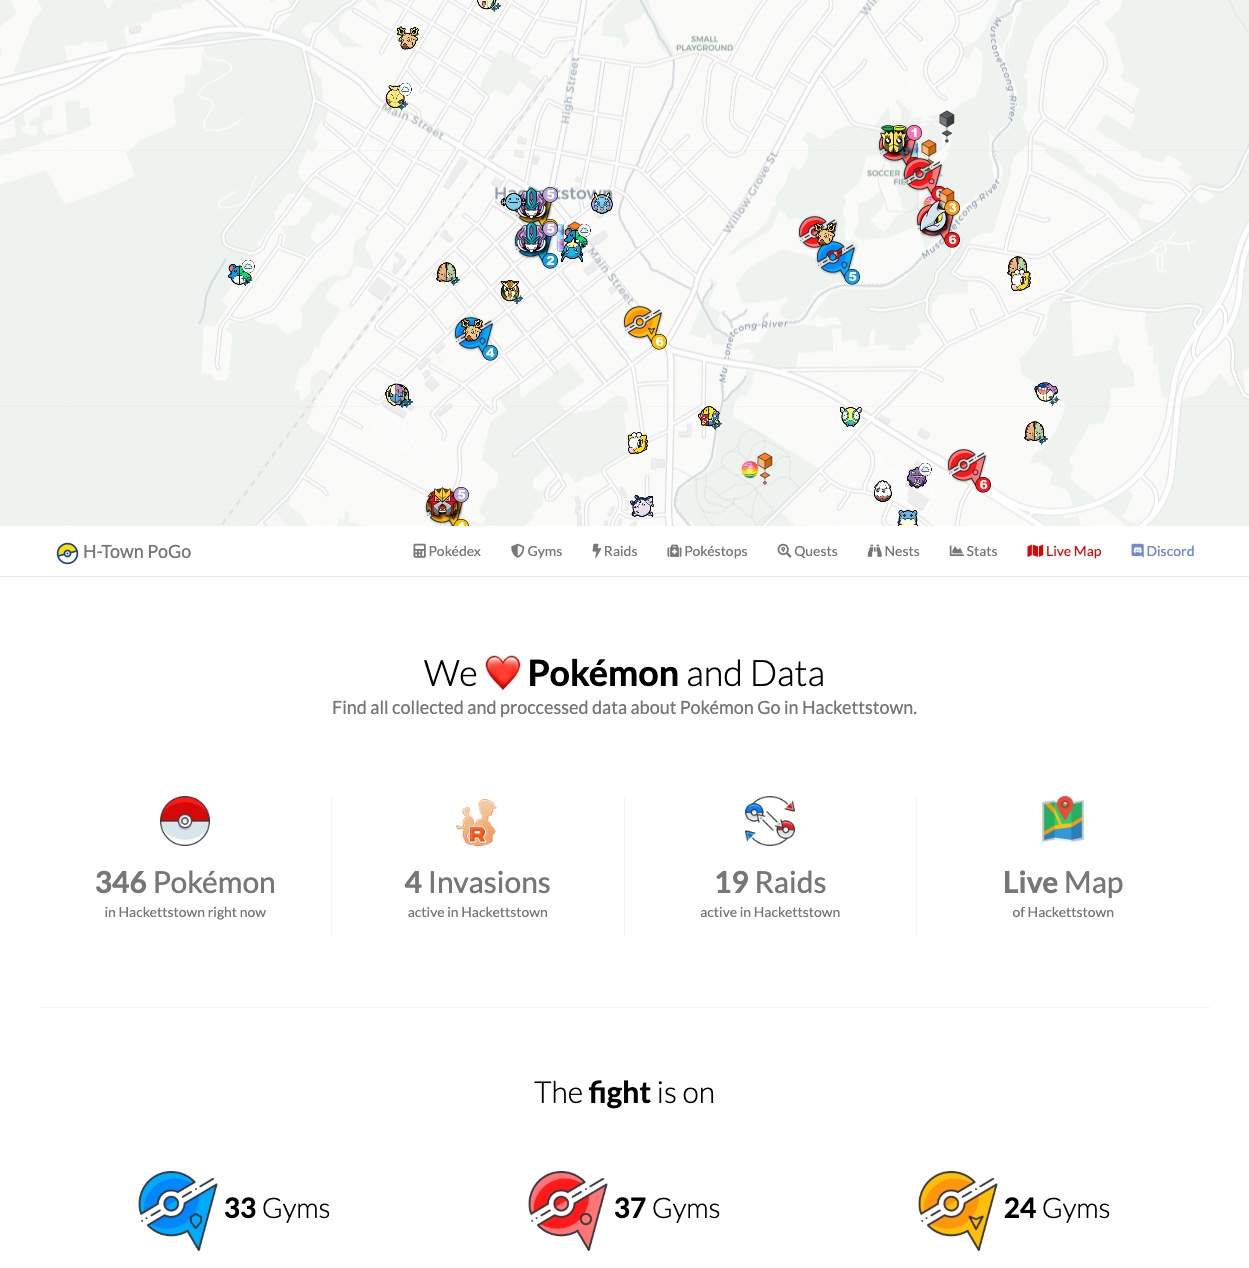 SMALL
PLAYGROUND
Musconetcong River
High Street
Main Street
1
SOCCER
Willow Grove St
Hackettstown
5
3
Musconetcong River
6
5
2
5
Main Street
Musconetcong River
4
6
6
5
H-Town PoGo
Pokédex
Gyms
Raids
Pokéstops
Quests
Nests
Stats
Live Map
Discord
We ❤️ Pokémon and Data
Find all collected and proccessed data about Pokémon Go in Hackettstown.
R
346 Pokémon
in Hackettstown right now
4 Invasions
active in Hackettstown
19 Raids
active in Hackettstown
Live Map
of Hackettstown
The fight is on
33 Gyms
37 Gyms
24 Gyms